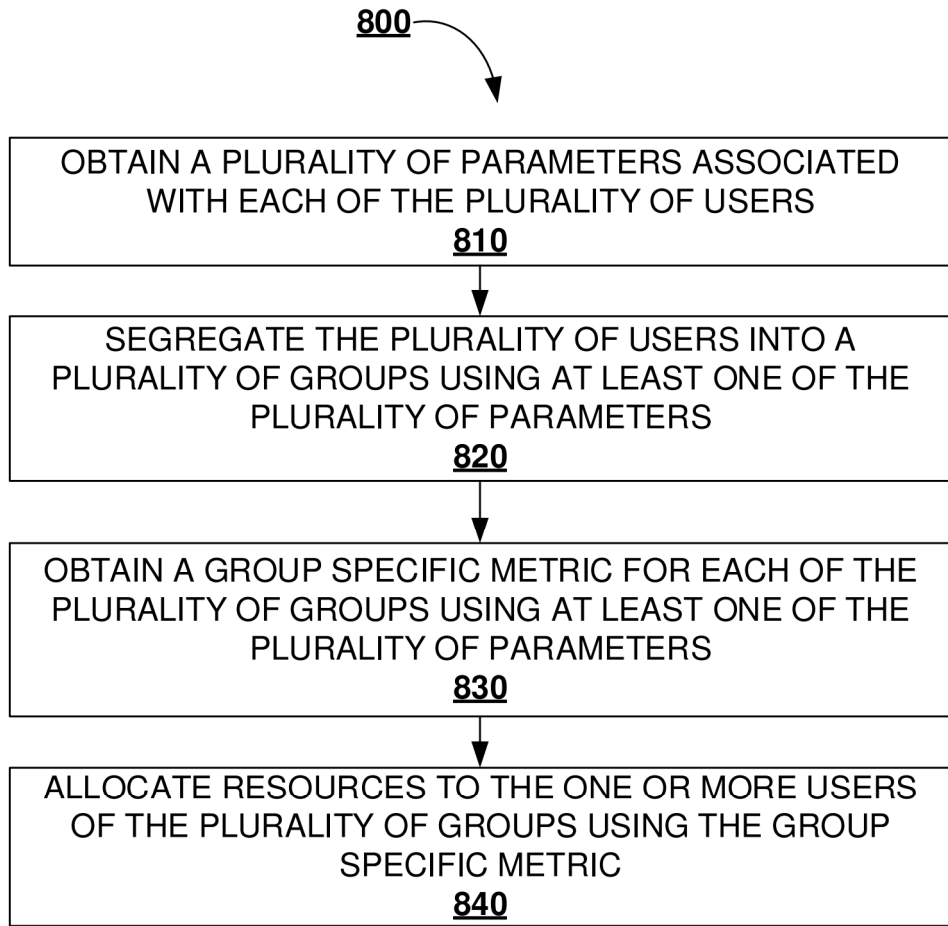 800
OBTAIN A PLURALITY OF PARAMETERS ASSOCIATED
WITH EACH OF THE PLURALITY OF USERS
810
SEGREGATE THE PLURALITY OF USERS INTO A
PLURALITY OF GROUPS USING AT LEAST ONE OF THE
PLURALITY OF PARAMETERS
820
OBTAIN A GROUP SPECIFIC METRIC FOR EACH OF THE
PLURALITY OF GROUPS USING AT LEAST ONE OF THE
PLURALITY OF PARAMETERS
830
ALLOCATE RESOURCES TO THE ONE OR MORE USERS
OF THE PLURALITY OF GROUPS USING THE GROUP
SPECIFIC METRIC
840